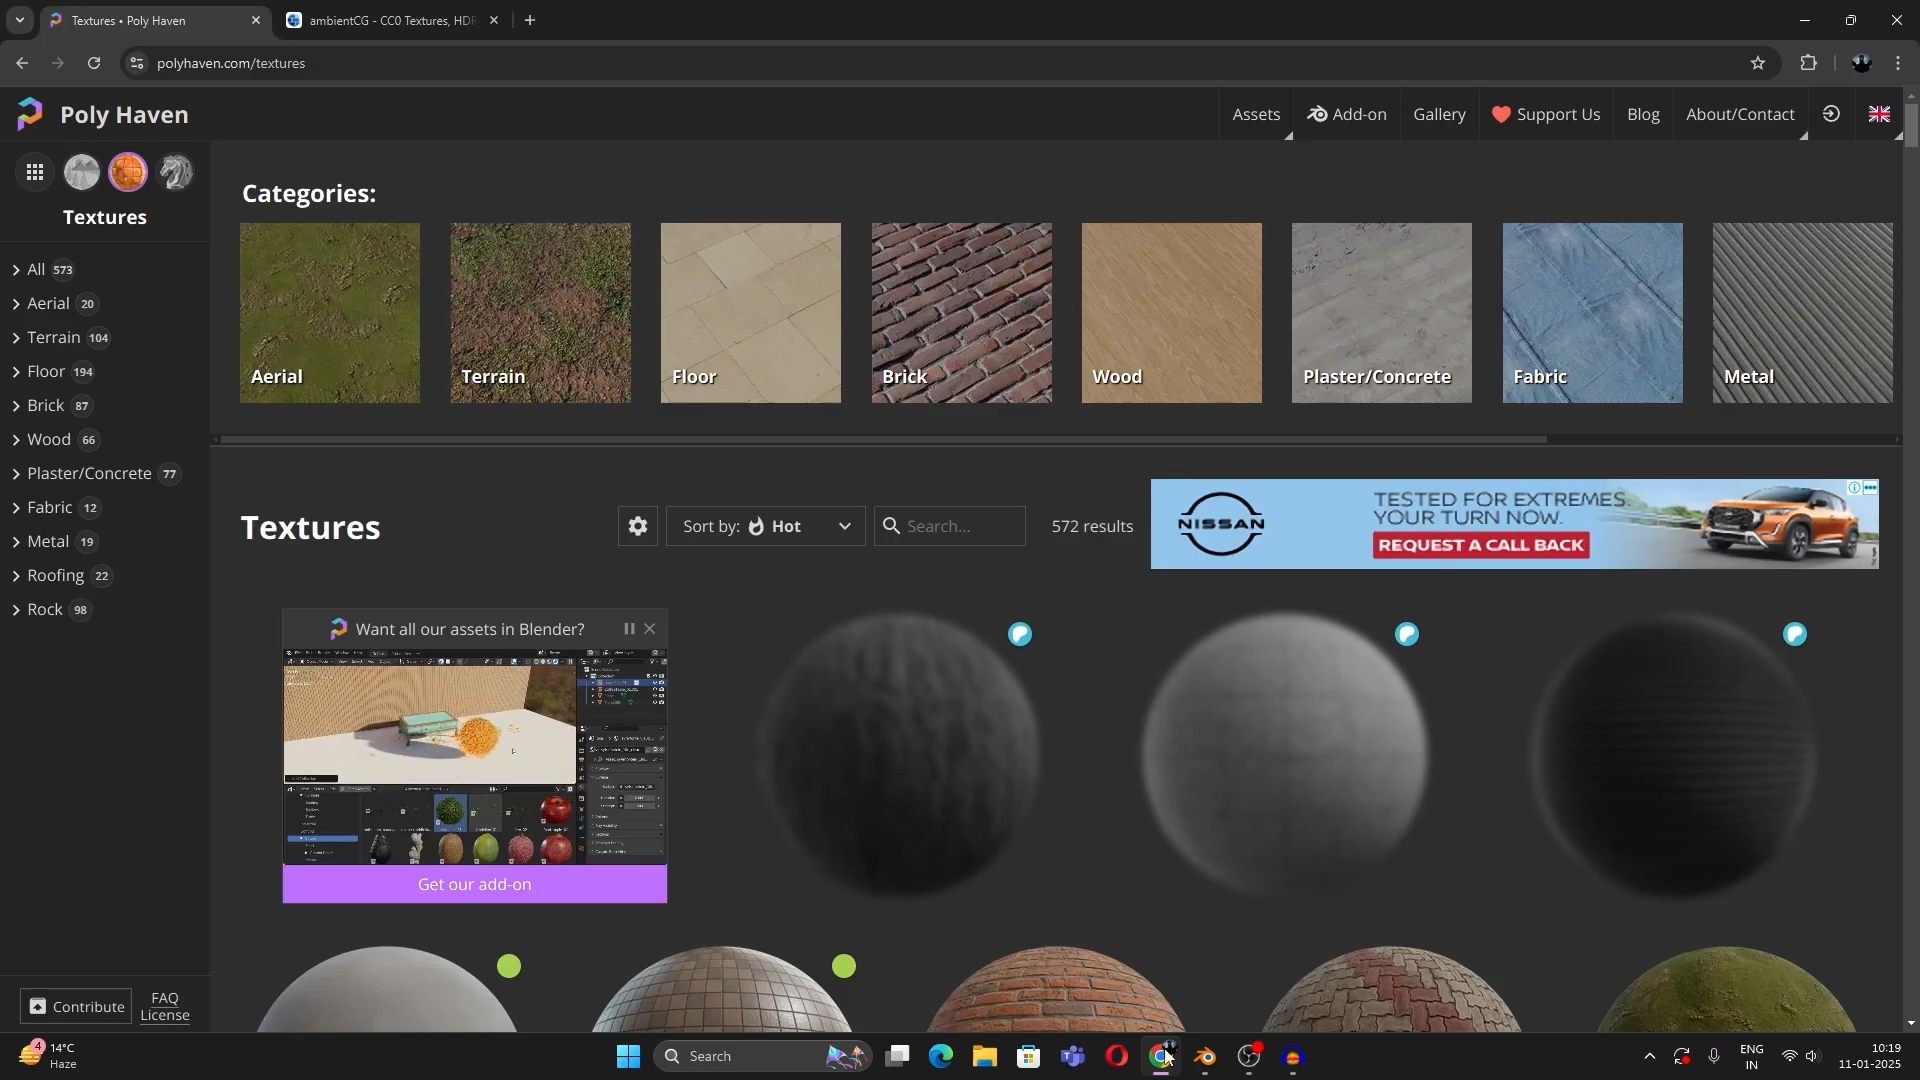 Textures • Poly Haven
ambientCG - CC0 Textures, HDR
polyhaven.com/textures
Poly Haven
Assets
Add-on
Gallery
Support Us
Blog
About/Contact
Textures
All 573
Aerial 20
Terrain 104
Floor 194
Brick 87
Wood 66
Plaster/Concrete 77
Fabric 12
Metal 19
Roofing 22
Rock 98
Contribute
FAQ
License
Categories:
Aerial
Terrain
Floor
Brick
Wood
Plaster/Concrete
Fabric
Metal
Textures
Sort by: Hot
Search...
572 results
NISSAN
TESTED FOR EXTREMES.
YOUR TURN NOW.
REQUEST A CALL BACK
Want all our assets in Blender?
Get our add-on
4
14°C
Haze
Search
ENG
IN
10:19
11-01-2025